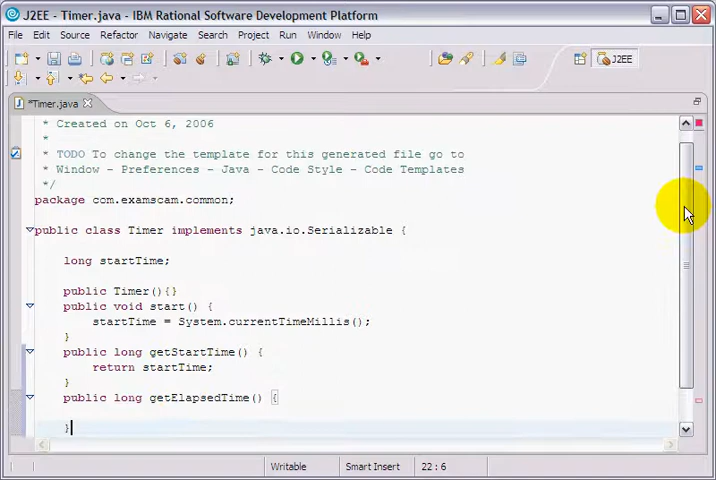 J2EE - Timer.java - IBM Rational Software Development Platform
File Edit Source Refactor Navigate Search Project Run Window Help
J2EE
*Timer.java
* Created on Oct 6, 2006
*
* TODO To change the template for this generated file go to
* Window - Preferences - Java - Code Style - Code Templates
*/
package com.examscam.common;
public class Timer implements java.io.Serializable {
long startTime;
public Timer(){}
public void start() {
startTime = System.currentTimeMillis();
}
public long getStartTime() {
return startTime;
}
public long getElapsedTime() {
}
Writable Smart Insert 22 : 6